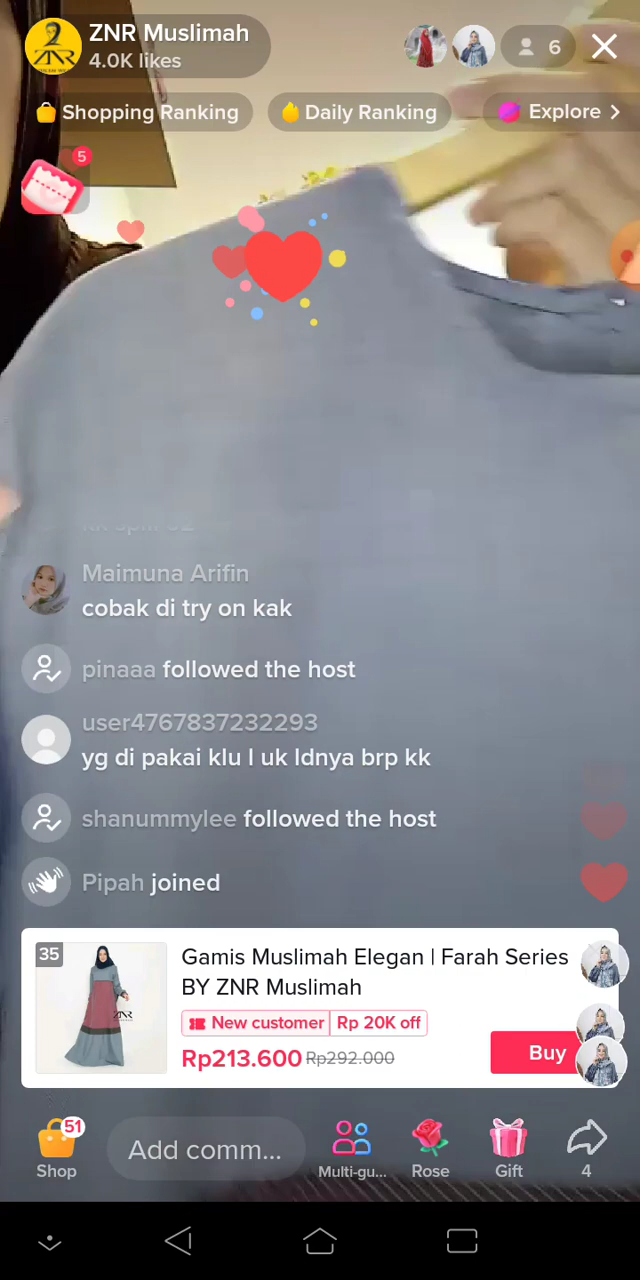 ZNR Muslimah
4.0K likes
6
Shopping Ranking
Daily Ranking
Explore
5
Maimuna Arifin
cobak di try on kak
pinaaa followed the host
user4767837232293
yg di pakai klu l uk ldnya brp kk
shanummylee followed the host
Pipah joined
35
Gamis Muslimah Elegan | Farah Series
BY ZNR Muslimah
New customer Rp 20K off
Rp213.600 Rp292.000
Buy
ZNR
51
Shop
Add comm...
Multi-gu...
Rose
Gift
4